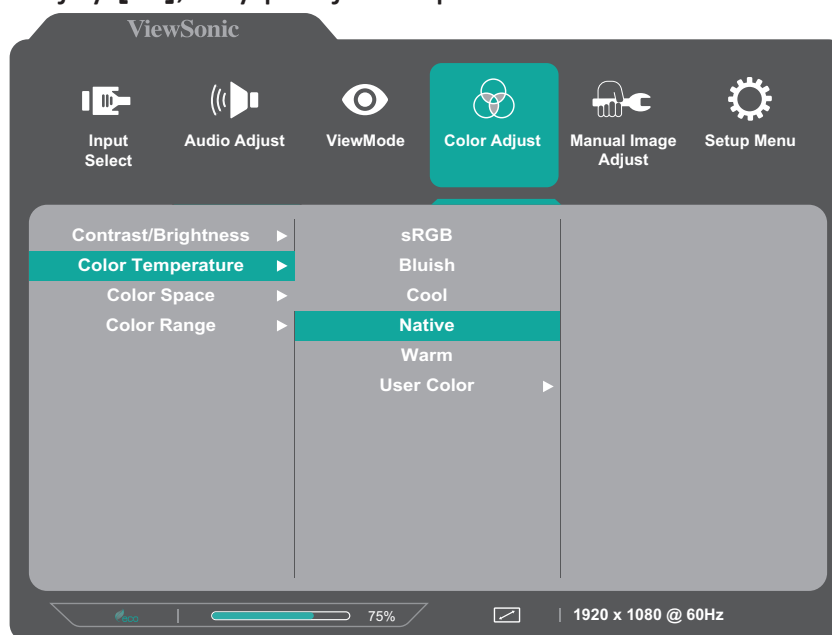 ViewSonic
Input
Select
Audio Adjust
ViewMode
Color Adjust
Manual Image
Adjust
Setup Menu
Contrast/Brightness
Color Temperature
Color Space
Color Range
sRGB
Bluish
Cool
Native
Warm
User Color
eco
75%
1920 x 1080 @ 60Hz